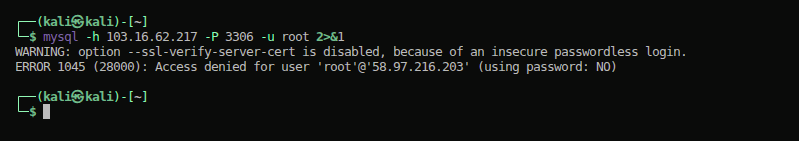 ┌──(kali㉿kali)-[~]
└─$ mysql -h 103.16.62.217 -P 3306 -u root 2>&1
WARNING: option --ssl-verify-server-cert is disabled, because of an insecure passwordless login.
ERROR 1045 (28000): Access denied for user 'root'@'58.97.216.203' (using password: NO)
┌──(kali㉿kali)-[~]
└─$